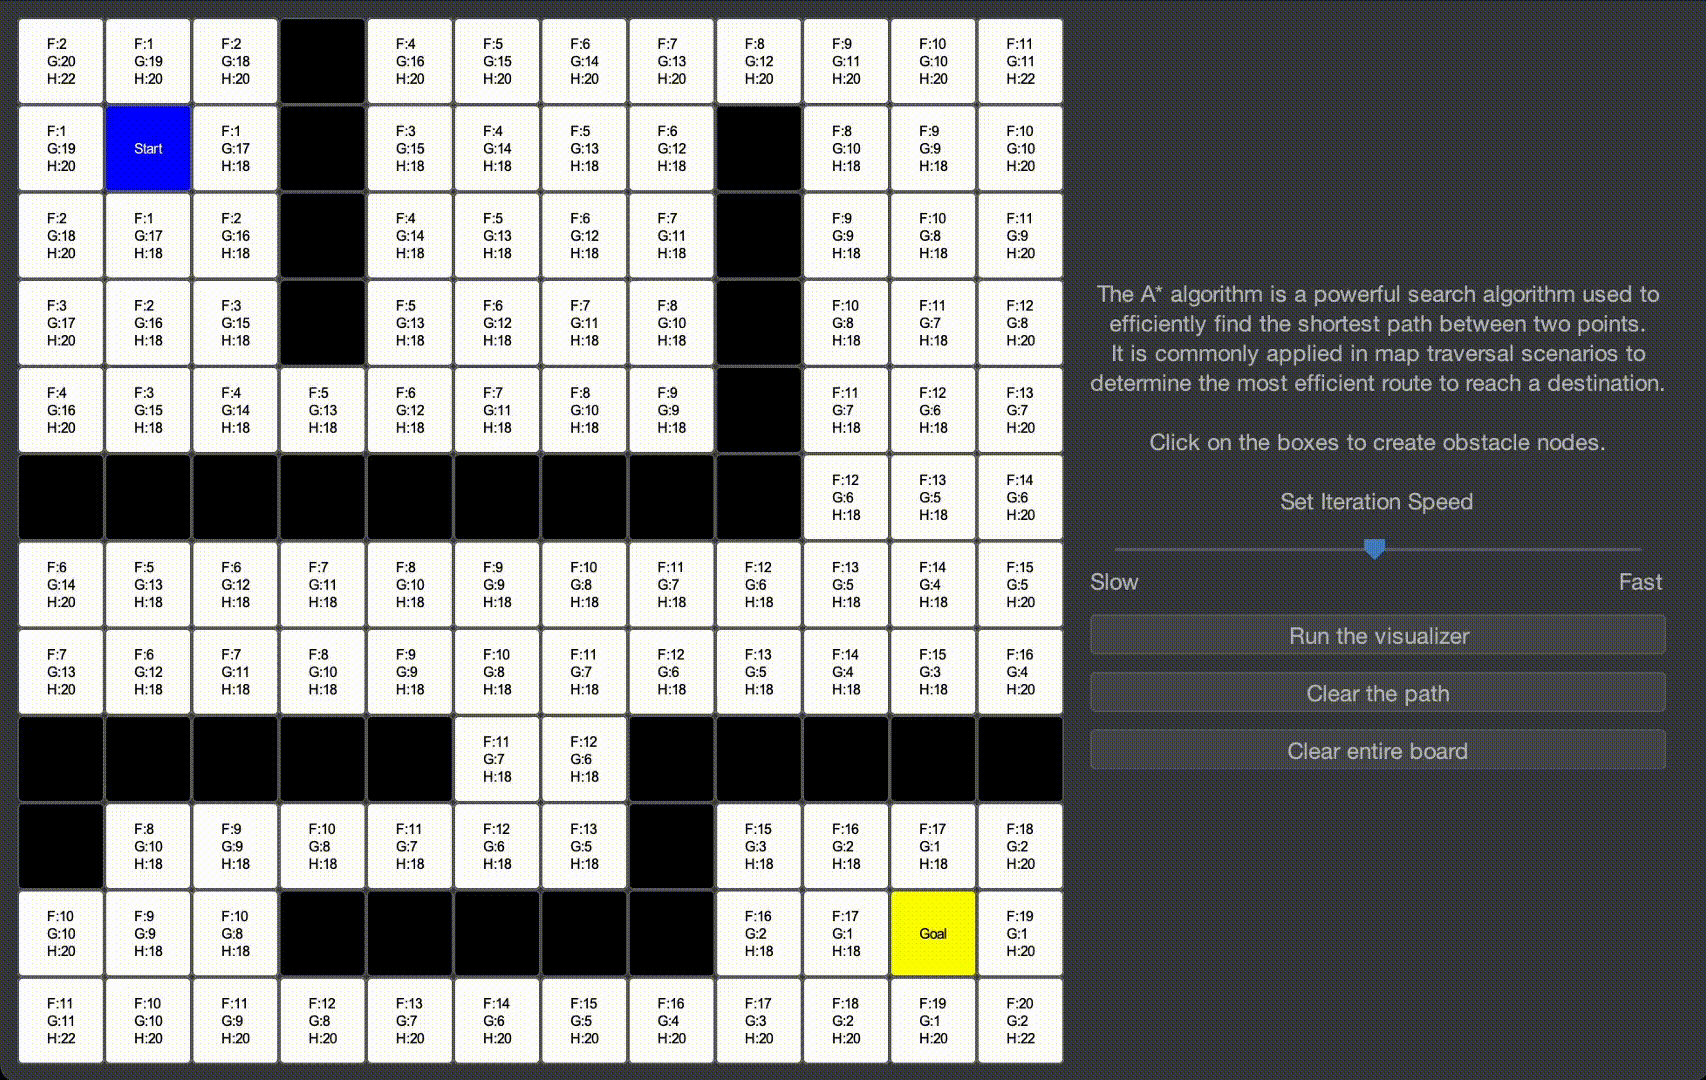 F:2 F:1 F:2 F:4 F:5 F:6 F:7 F:8 F:9 F:10 F:11
G:20 G:19 G:18 G:16 G:15 G:14 G:13 G:12 G:11 G:10 G:11
H:22 H:20 H:20 H:20 H:20 H:20 H:20 H:20 H:20 H:20 H:22
F:1 F:1 F:3 F:4 F:5 F:6 F:8 F:9 F:10
G:19 Start G:17 G:15 G:14 G:13 G:12 G:10 G:9 G:10
H:20 H:18 H:18 H:18 H:18 H:18 H:18 H:18 H:20
F:2 F:1 F:2 F:4 F:5 F:6 F:7 F:9 F:10 F:11
G:18 G:17 G:16 G:14 G:13 G:12 G:11 G:9 G:8 G:9
H:20 H:18 H:18 H:18 H:18 H:18 H:18 H:18 H:18 H:20
F:3 F:2 F:3 F:5 F:6 F:7 F:8 F:10 F:11 F:12
G:17 G:16 G:15 G:13 G:12 G:11 G:10 G:8 G:7 G:8
H:20 H:18 H:18 H:18 H:18 H:18 H:18 H:18 H:18 H:20
F:4 F:3 F:4 F:5 F:6 F:7 F:8 F:9 F:11 F:12 F:13
G:16 G:15 G:14 G:13 G:12 G:11 G:10 G:9 G:7 G:6 G:7
H:20 H:18 H:18 H:18 H:18 H:18 H:18 H:18 H:18 H:18 H:20
F:12 F:13 F:14
G:6 G:5 G:6
H:18 H:18 H:20
F:6 F:5 F:6 F:7 F:8 F:9 F:10 F:11 F:12 F:13 F:14 F:15
G:14 G:13 G:12 G:11 G:10 G:9 G:8 G:7 G:6 G:5 G:4 G:5
H:20 H:18 H:18 H:18 H:18 H:18 H:18 H:18 H:18 H:18 H:18 H:20
F:7 F:6 F:7 F:8 F:9 F:10 F:11 F:12 F:13 F:14 F:15 F:16
G:13 G:12 G:11 G:10 G:9 G:8 G:7 G:6 G:5 G:4 G:3 G:4
H:20 H:18 H:18 H:18 H:18 H:18 H:18 H:18 H:18 H:18 H:18 H:20
F:11 F:12
G:7 G:6
H:18 H:18
F:8 F:9 F:10 F:11 F:12 F:13 F:15 F:16 F:17 F:18
G:10 G:9 G:8 G:7 G:6 G:5 G:3 G:2 G:1 G:2
H:18 H:18 H:18 H:18 H:18 H:18 H:18 H:18 H:18 H:20
F:10 F:9 F:10 F:16 F:17 F:19
G:10 G:9 G:8 G:2 G:1 Goal G:1
H:20 H:18 H:18 H:18 H:18 H:20
F:11 F:10 F:11 F:12 F:13 F:14 F:15 F:16 F:17 F:18 F:19 F:20
G:11 G:10 G:9 G:8 G:7 G:6 G:5 G:4 G:3 G:2 G:1 G:2
H:22 H:20 H:20 H:20 H:20 H:20 H:20 H:20 H:20 H:20 H:20 H:22
The A* algorithm is a powerful search algorithm used to
efficiently find the shortest path between two points.
It is commonly applied in map traversal scenarios to
determine the most efficient route to reach a destination.
Click on the boxes to create obstacle nodes.
Set Iteration Speed
Slow Fast
Run the visualizer
Clear the path
Clear entire board